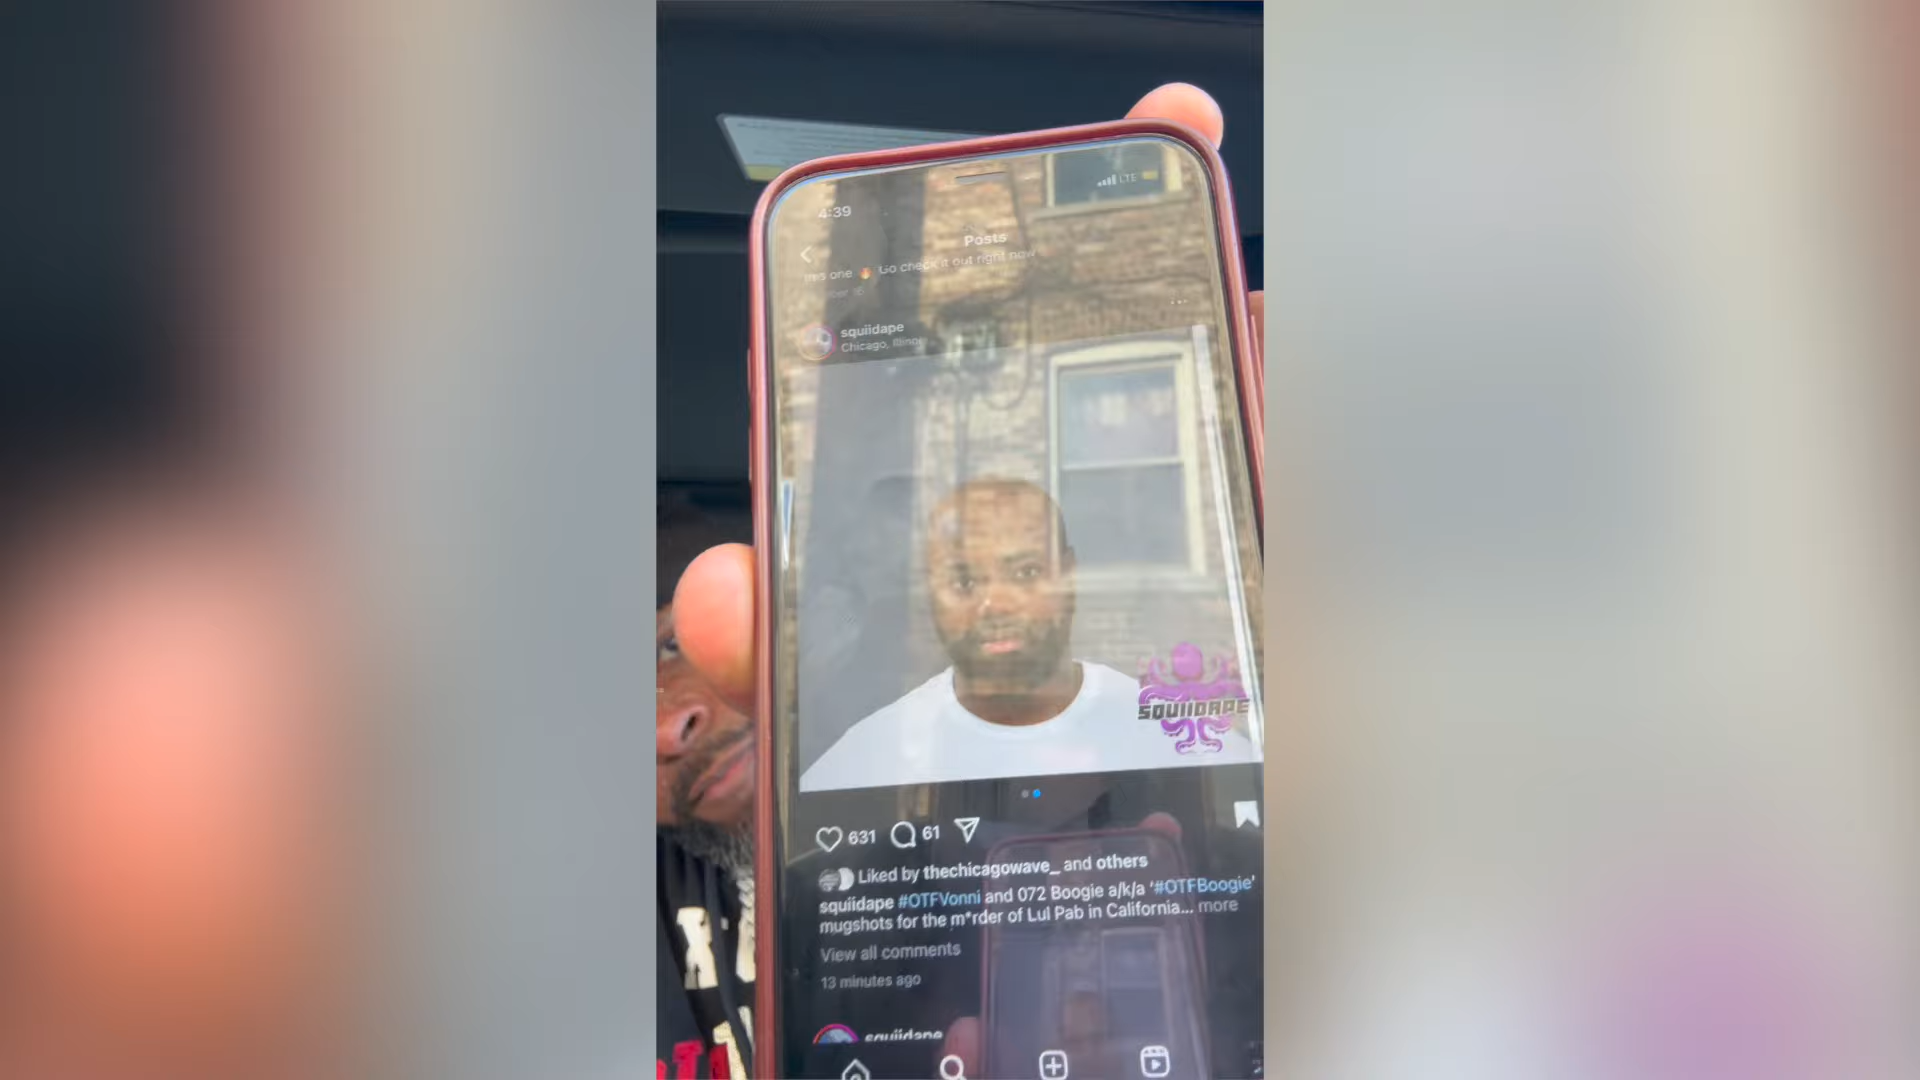 4:39
LTE
Posts
one 🔥 Go check it out right now
squiidape
Chicago, Illinois
SQUIIDAPE
631 61
Liked by thechicagowave_ and others
squiidape #OTFVonni and 072 Boogie a/k/a '#OTFBoogie'
mugshots for the m*rder of Lul Pab in California... more
View all comments
13 minutes ago
squiidape